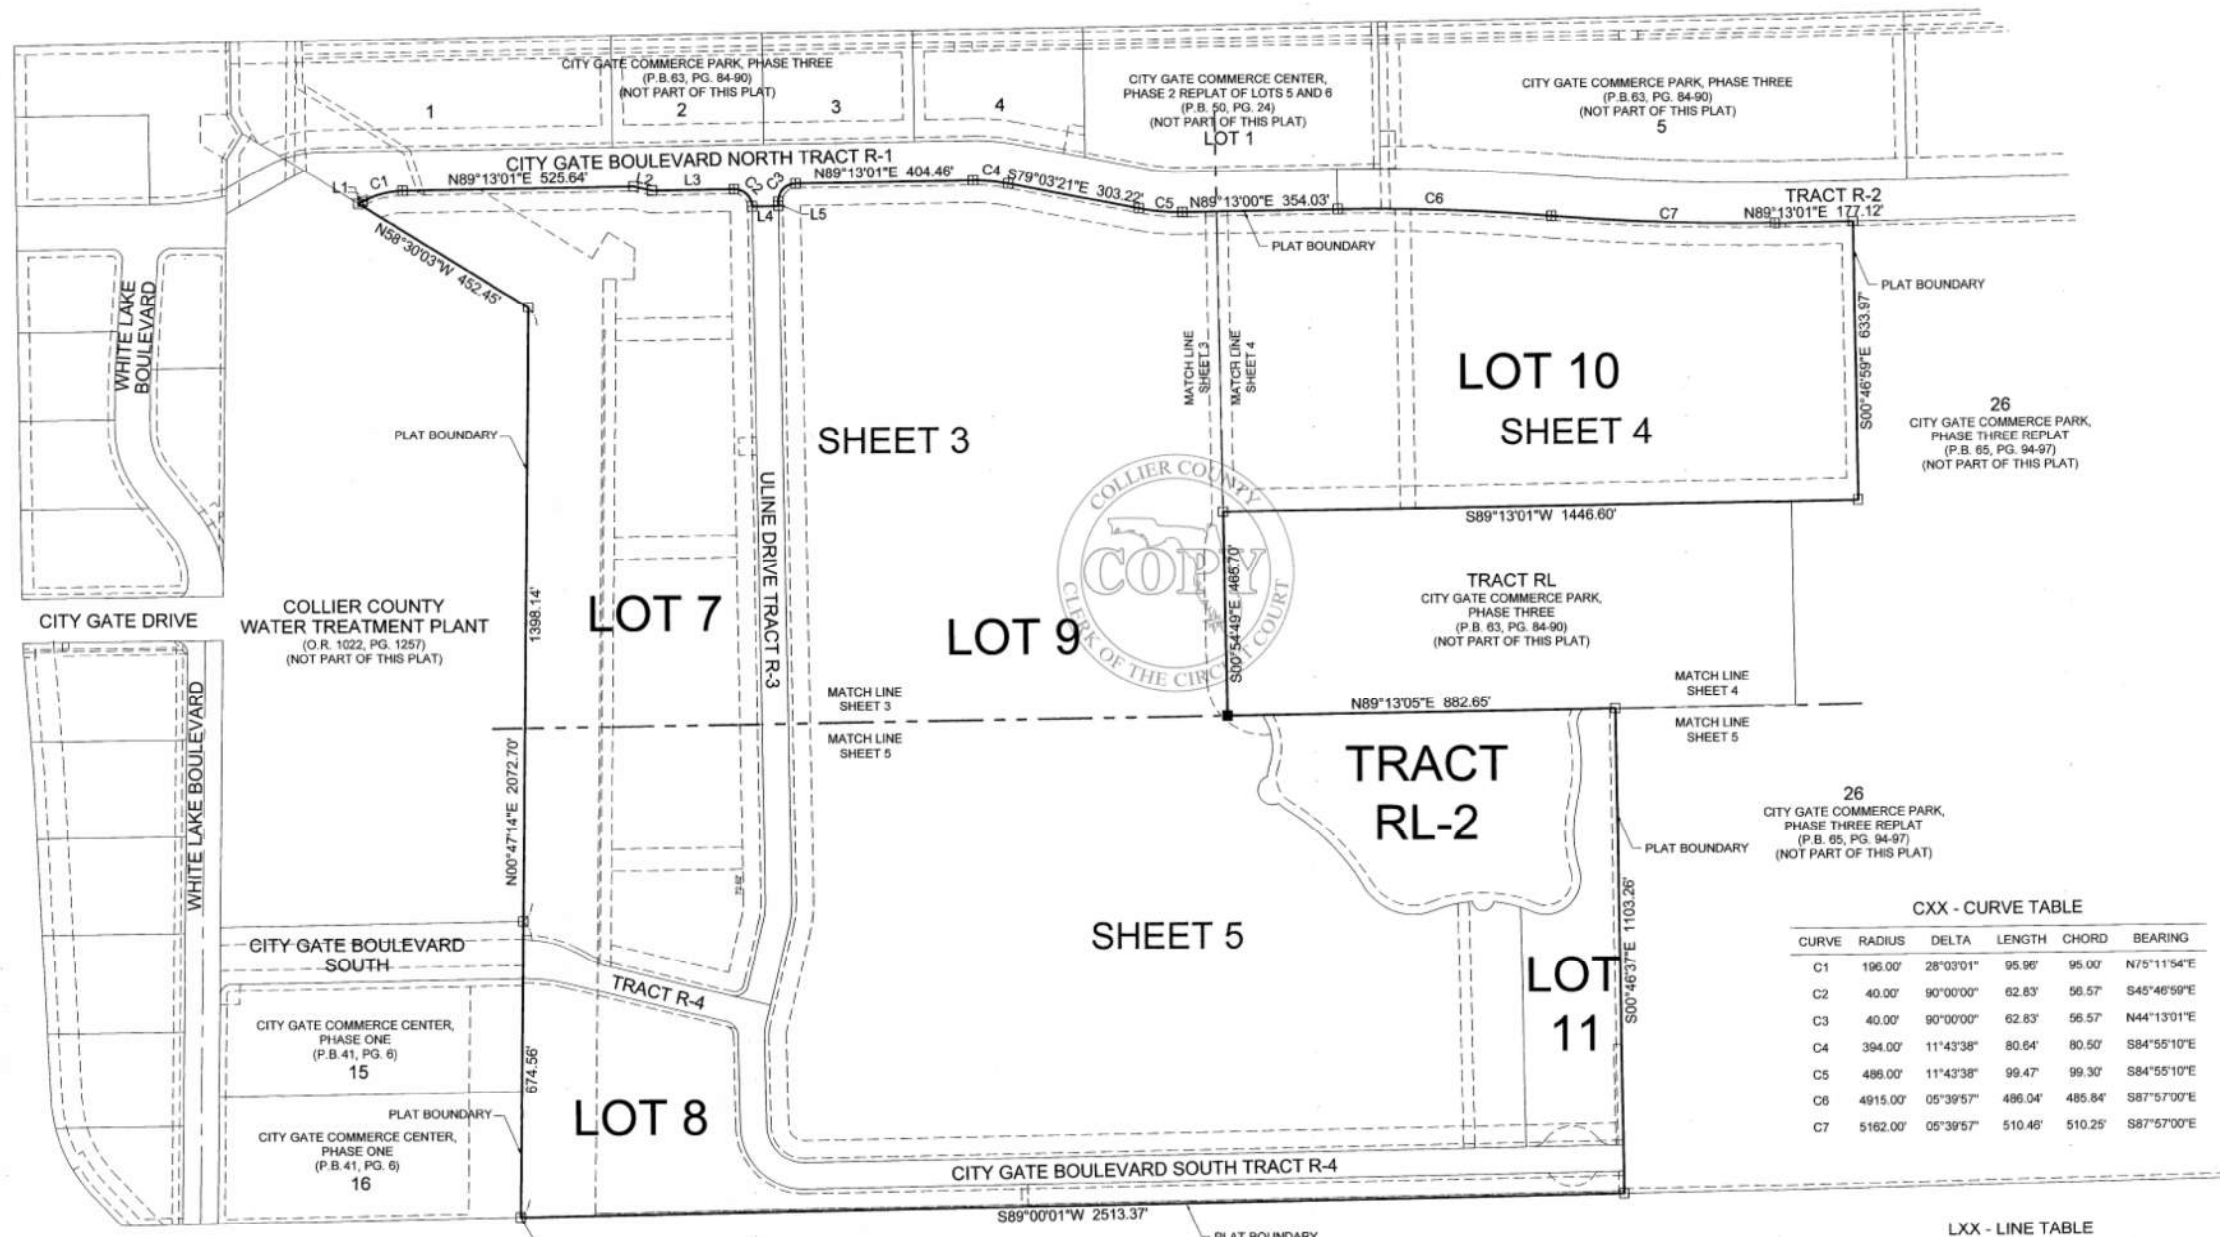 CITY GATE COMMERCE PARK, PHASE THREE
(P.B.63, PG. 84-90)
(NOT PART OF THIS PLAT)
1
2
3
4
CITY GATE COMMERCE CENTER,
PHASE 2 REPLAT OF LOTS 5 AND 6
(P.B. 50, PG. 24)
(NOT PART OF THIS PLAT)
LOT 1
CITY GATE COMMERCE PARK, PHASE THREE
(P.B.63, PG. 84-90)
(NOT PART OF THIS PLAT)
5
CITY GATE BOULEVARD NORTH TRACT R-1
TRACT R-2
L1
C1
N89°13'01"E 525.64'
L2
L3
C2
C3
L4
L5
N89°13'01"E 404.46'
C4
S79°03'21"E 303.22'
C5
N89°13'00"E 354.03'
C6
C7
N89°13'01"E 177.12'
PLAT BOUNDARY
PLAT BOUNDARY
N58°30'03"W 452.45'
WHITE LAKE
BOULEVARD
S00°46'59"E 633.97'
MATCH LINE
SHEET 3
MATCH LINE
SHEET 4
LOT 10
SHEET 4
26
CITY GATE COMMERCE PARK,
PHASE THREE REPLAT
(P.B. 65, PG. 94-97)
(NOT PART OF THIS PLAT)
PLAT BOUNDARY
SHEET 3
COLLIER COUNTY
COPY
CLERK OF THE CIRCUIT COURT
ULINE DRIVE TRACT R-3
S89°13'01"W 1446.60'
S00°54'49"E 465.70'
TRACT RL
CITY GATE COMMERCE PARK,
PHASE THREE
(P.B. 63, PG. 84-90)
(NOT PART OF THIS PLAT)
CITY GATE DRIVE
COLLIER COUNTY
WATER TREATMENT PLANT
(O.R. 1022, PG. 1257)
(NOT PART OF THIS PLAT)
1398.14'
LOT 7
LOT 9
MATCH LINE
SHEET 3
MATCH LINE
SHEET 5
MATCH LINE
SHEET 4
MATCH LINE
SHEET 5
N89°13'05"E 882.65'
WHITE LAKE BOULEVARD
N00°47'14"E 2072.70'
TRACT
RL-2
26
CITY GATE COMMERCE PARK,
PHASE THREE REPLAT
(P.B. 65, PG. 94-97)
(NOT PART OF THIS PLAT)
PLAT BOUNDARY
S00°46'37"E 1103.26'
SHEET 5
CITY GATE BOULEVARD
SOUTH
TRACT R-4
LOT
11
CITY GATE COMMERCE CENTER,
PHASE ONE
(P.B.41, PG. 6)
15
674.56'
PLAT BOUNDARY
LOT 8
CITY GATE COMMERCE CENTER,
PHASE ONE
(P.B.41, PG. 6)
16
CITY GATE BOULEVARD SOUTH TRACT R-4
S89°00'01"W 2513.37'
PLAT BOUNDARY
CXX - CURVE TABLE
CURVE RADIUS DELTA LENGTH CHORD BEARING
C1 196.00' 28°03'01" 95.96' 95.00' N75°11'54"E
C2 40.00' 90°00'00" 62.83' 56.57' S45°46'59"E
C3 40.00' 90°00'00" 62.83' 56.57' N44°13'01"E
C4 394.00' 11°43'38" 80.64' 80.50' S84°55'10"E
C5 486.00' 11°43'38" 99.47' 99.30' S84°55'10"E
C6 4915.00' 05°39'57" 486.04' 485.84' S87°57'00"E
C7 5162.00' 05°39'57" 510.46' 510.25' S87°57'00"E
LXX - LINE TABLE